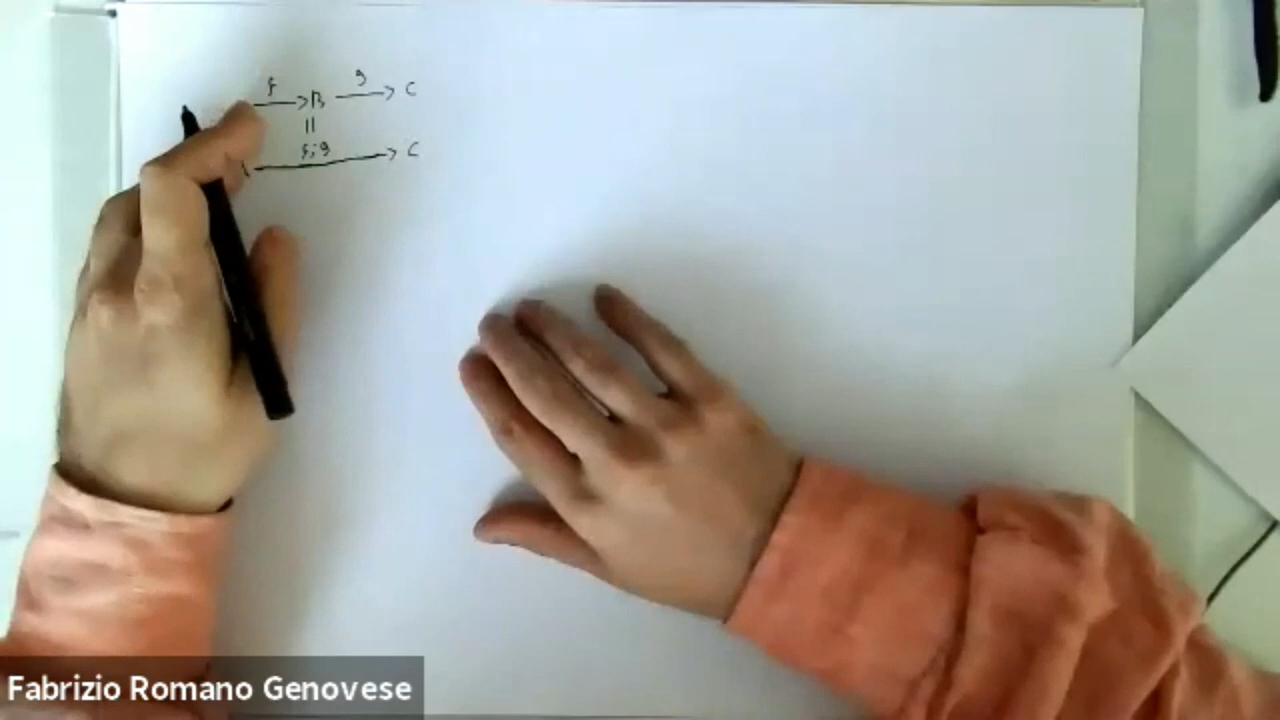 f g
→ B → C
||
f;g
→ C
Fabrizio Romano Genovese